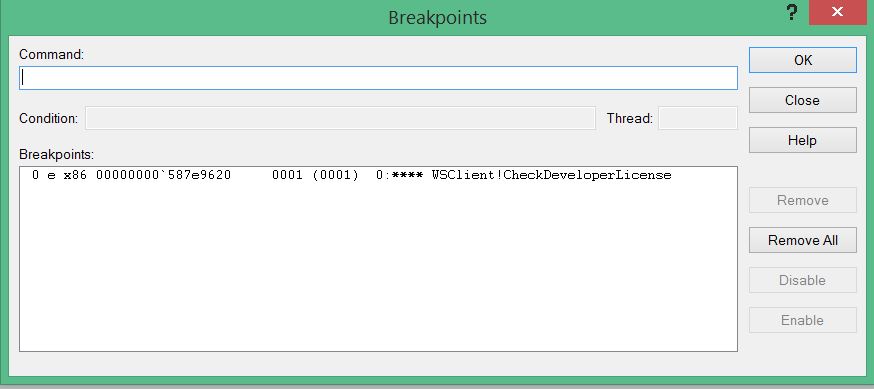 Breakpoints
? x
Command:
OK
Condition:
Thread:
Close
Help
Breakpoints:
0 e x86 00000000`587e9620     0001 (0001)  0:**** WSClient!CheckDeveloperLicense
Remove
Remove All
Disable
Enable